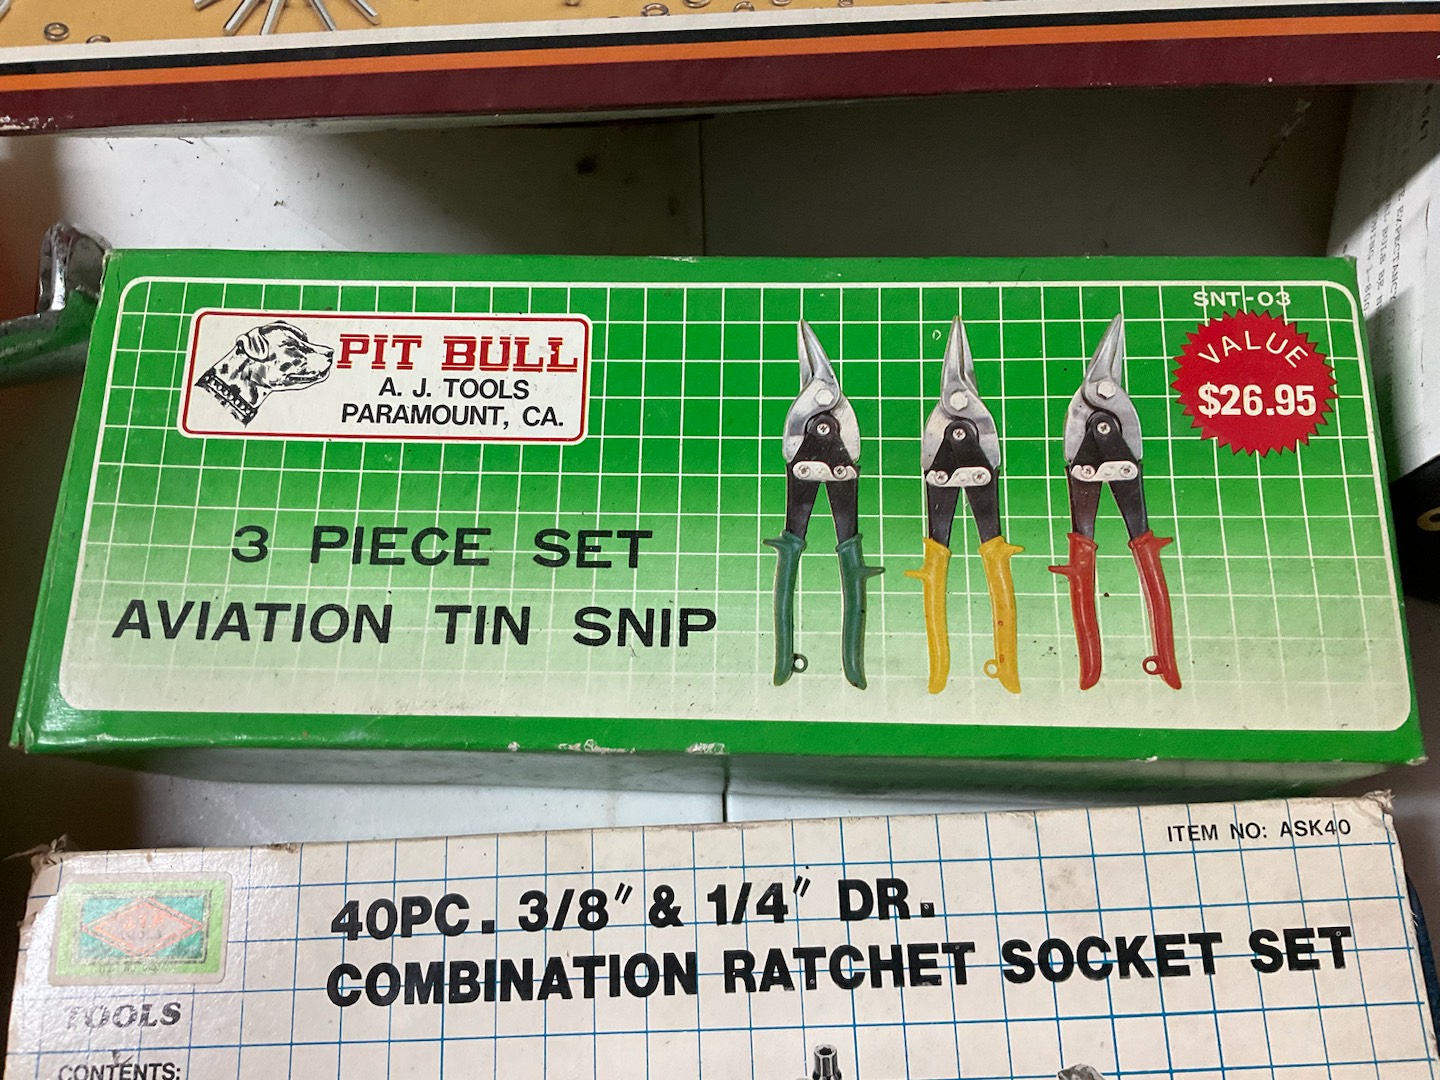 SNT-03
VALUE
$26.95
PIT BULL
A. J. TOOLS
PARAMOUNT, CA.
3 PIECE SET
AVIATION TIN SNIP
ITEM NO: ASK40
40PC. 3/8" & 1/4" DR.
COMBINATION RATCHET SOCKET SET
TOOLS
CONTENTS: